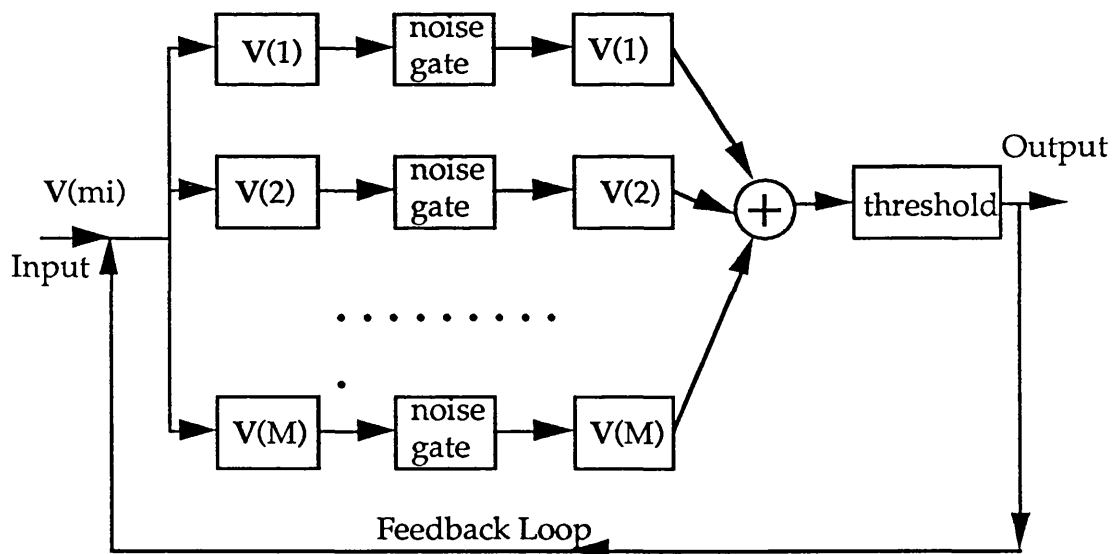 V(1)
noise
gate
V(1)
Output
V(mi)
V(2)
noise
gate
V(2)
+
threshold
Input
V(M)
noise
gate
V(M)
Feedback Loop